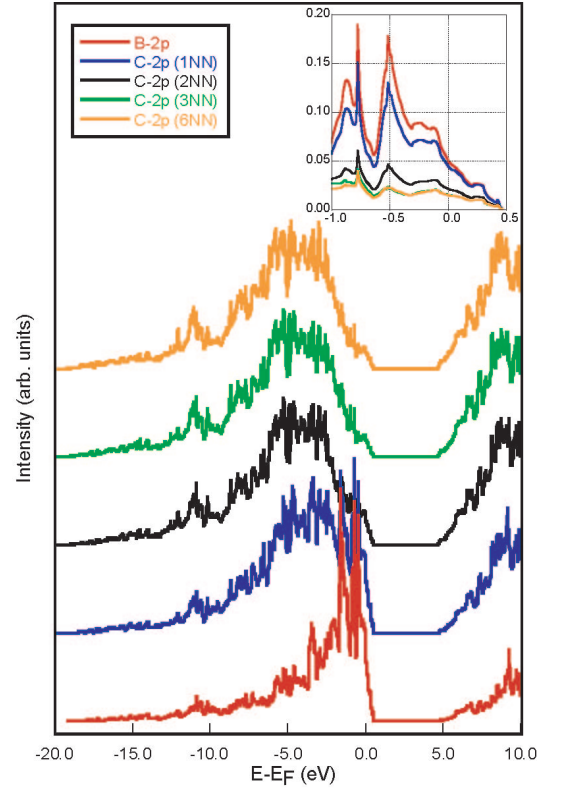 B-2p
C-2p (1NN)
C-2p (2NN)
C-2p (3NN)
C-2p (6NN)
0.20
0.15
0.10
0.05
0.00
-1.0 -0.5 0.0 0.5
Intensity (arb. units)
-20.0 -15.0 -10.0 -5.0 0.0 5.0 10.0
E-EF (eV)